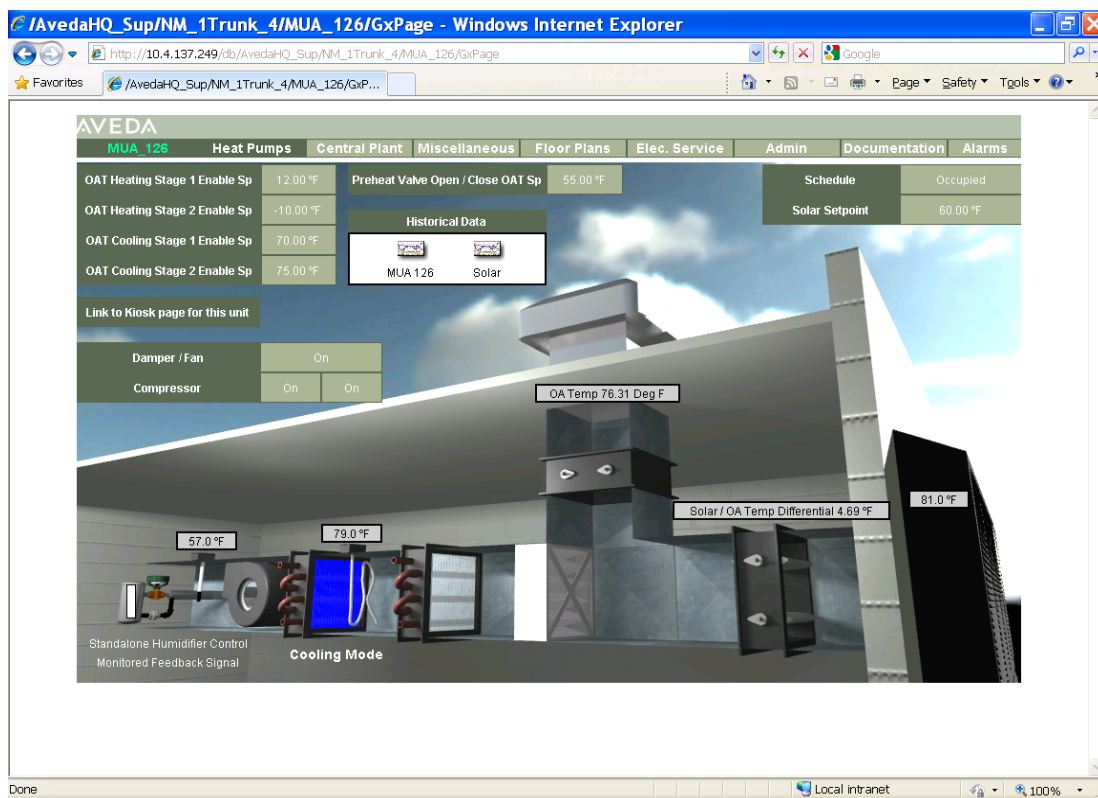 /AvedaHQ_Sup/NM_1Trunk_4/MUA_126/GxPage - Windows Internet Explorer
http://10.4.137.249/db/AvedaHQ_Sup/NM_1Trunk_4/MUA_126/GxPage
Google
Favorites
/AvedaHQ_Sup/NM_1Trunk_4/MUA_126/GxP...
Page Safety Tools
AVEDA
MUA_126 Heat Pumps Central Plant Miscellaneous Floor Plans Elec. Service Admin Documentation Alarms
OAT Heating Stage 1 Enable Sp 12.00 °F
Preheat Valve Open / Close OAT Sp 55.00 °F
Schedule Occupied
OAT Heating Stage 2 Enable Sp -10.00 °F
Solar Setpoint 60.00 °F
Historical Data
OAT Cooling Stage 1 Enable Sp 70.00 °F
OAT Cooling Stage 2 Enable Sp 75.00 °F
MUA 126 Solar
Link to Kiosk page for this unit
Damper / Fan On
Compressor On On
OA Temp 76.31 Deg F
81.0 °F
Solar / OA Temp Differential 4.69 °F
79.0 °F
57.0 °F
Standalone Humidifier Control
Monitored Feedback Signal
Cooling Mode
Done
Local intranet
100%